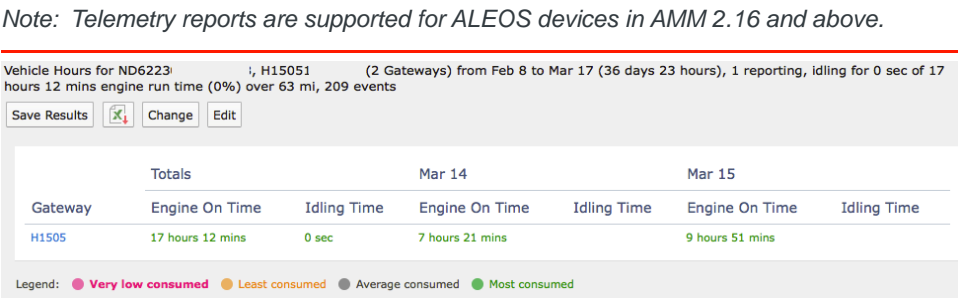 Note: Telemetry reports are supported for ALEOS devices in AMM 2.16 and above.
Vehicle Hours for ND6223 , H15051 (2 Gateways) from Feb 8 to Mar 17 (36 days 23 hours), 1 reporting, idling for 0 sec of 17
hours 12 mins engine run time (0%) over 63 mi, 209 events
Save Results Change Edit
Totals Mar 14 Mar 15
Gateway Engine On Time Idling Time Engine On Time Idling Time Engine On Time Idling Time
H1505 17 hours 12 mins 0 sec 7 hours 21 mins 9 hours 51 mins
Legend: Very low consumed Least consumed Average consumed Most consumed